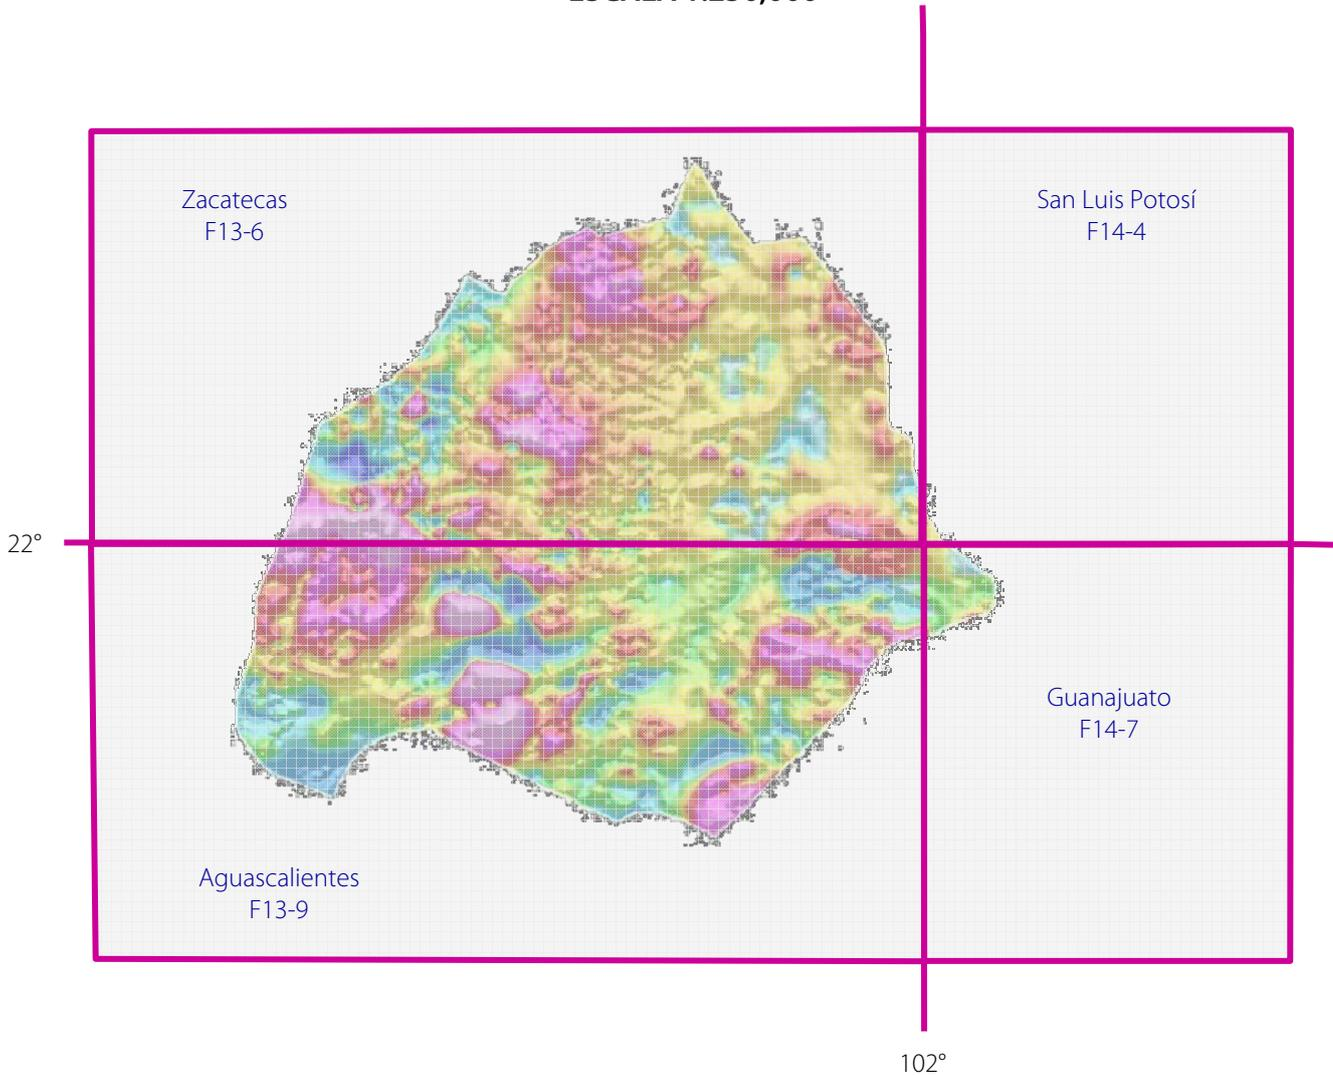 Zacatecas
F13-6
San Luis Potosí
F14-4
22°
Guanajuato
F14-7
Aguascalientes
F13-9
102°